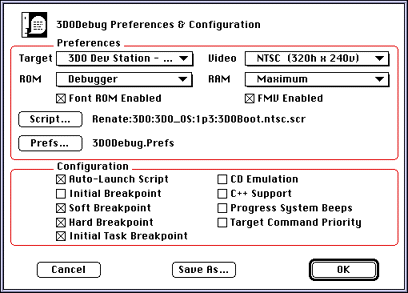 3DODebug Preferences & Configuration
Preferences
Target 3DO Dev Station - ... Video NTSC (320h x 240v)
ROM Debugger RAM Maximum
Font ROM Enabled FMV Enabled
Script... Renate:3DO:3DO_OS:1p3:3DOBoot.ntsc.scr
Prefs... 3DODebug.Prefs
Configuration
Auto-Launch Script CD Emulation
Initial Breakpoint C++ Support
Soft Breakpoint Progress System Beeps
Hard Breakpoint Target Command Priority
Initial Task Breakpoint
Cancel Save As... OK